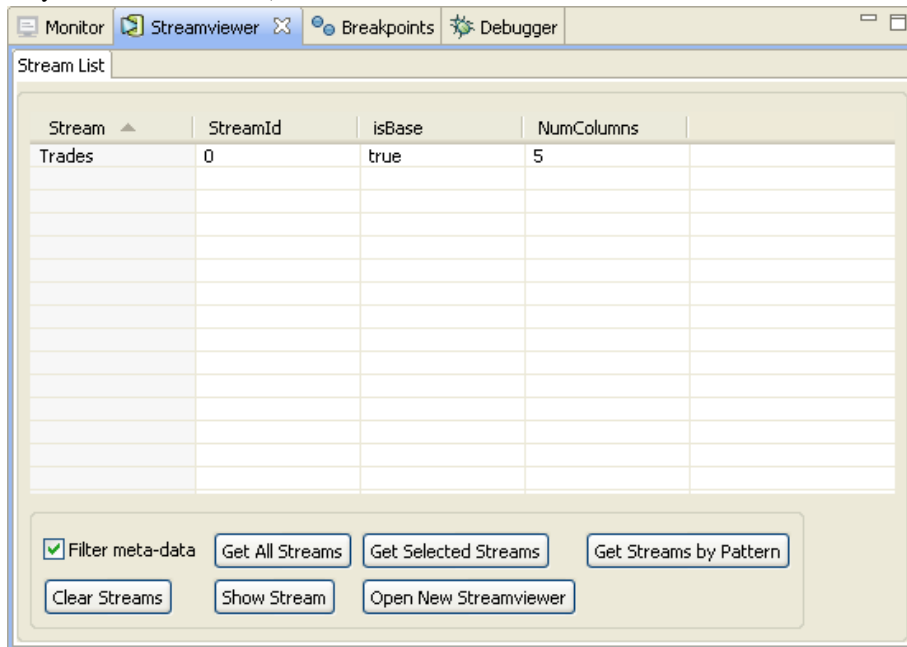 Monitor Streamviewer Breakpoints Debugger
Stream List
Stream StreamId isBase NumColumns
Trades 0 true 5
Filter meta-data Get All Streams Get Selected Streams Get Streams by Pattern
Clear Streams Show Stream Open New Streamviewer